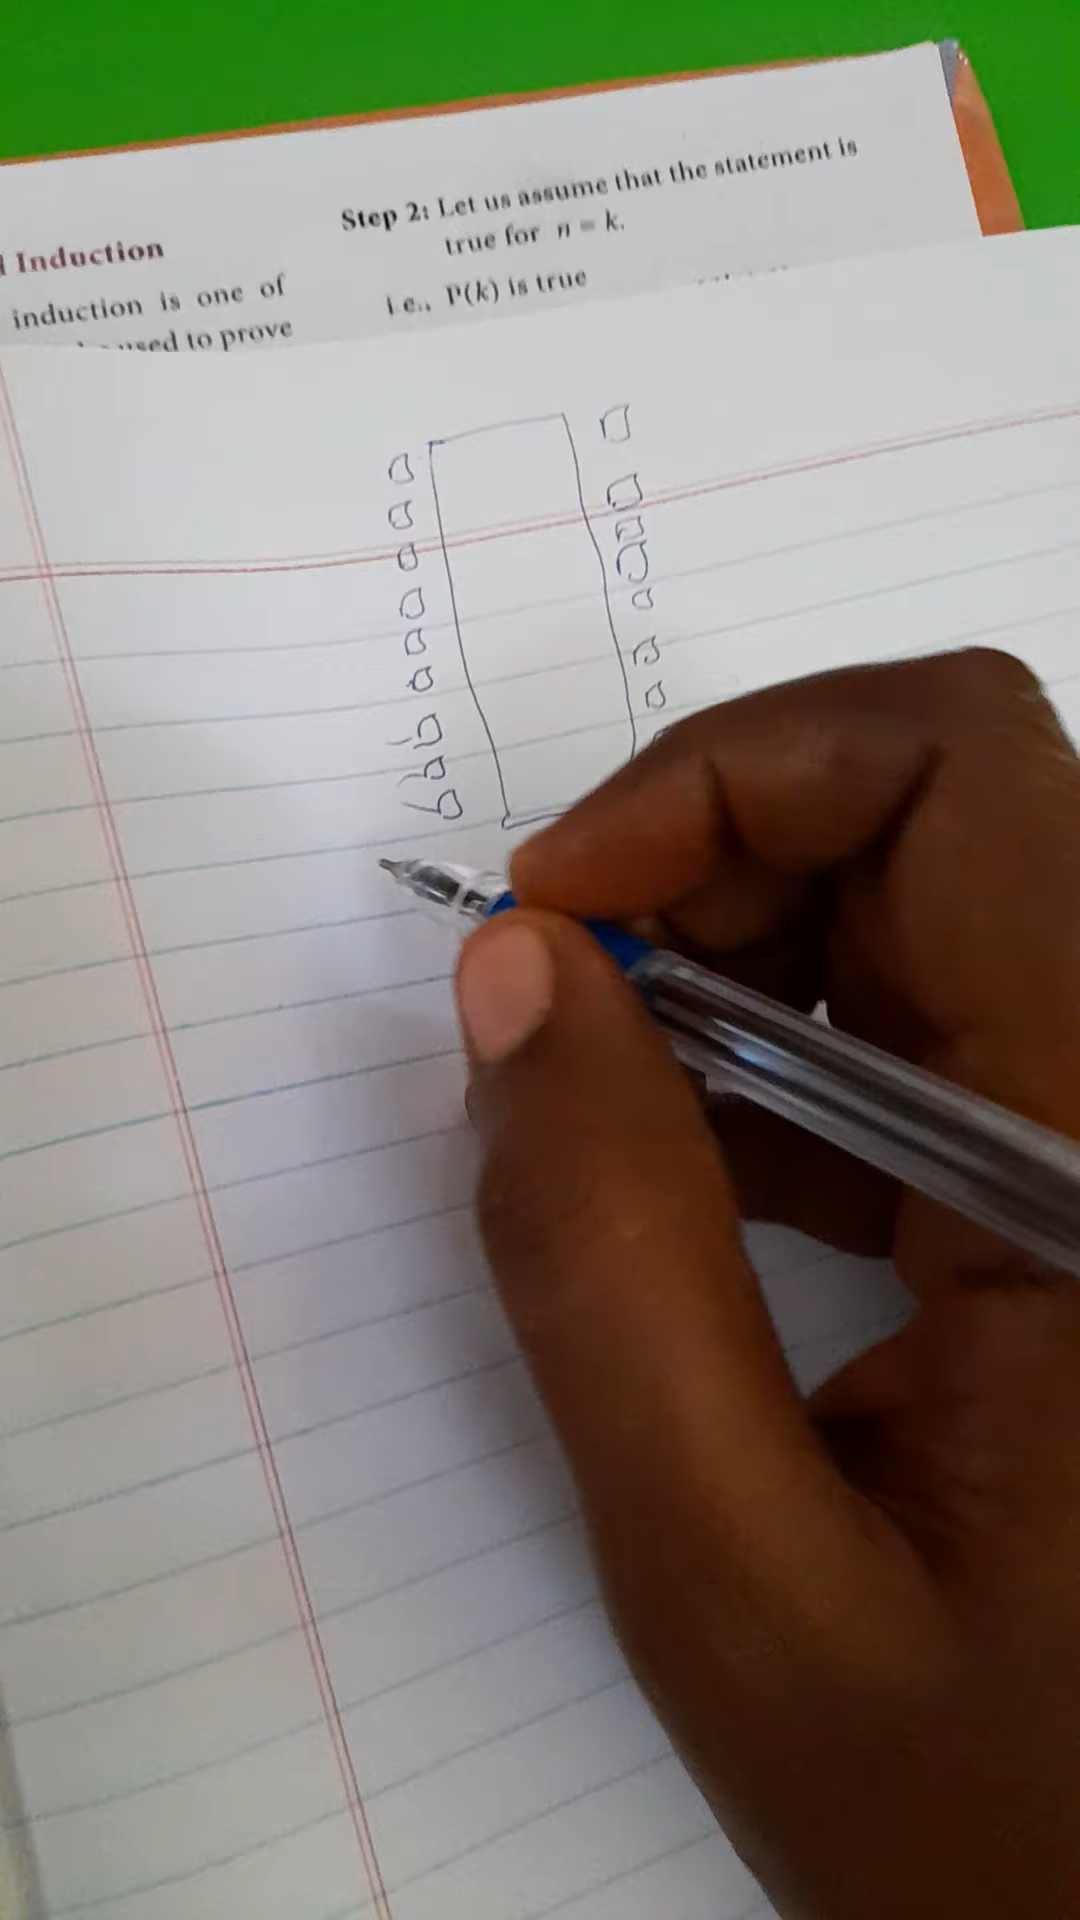 Induction
induction is one of
used to prove
Step 2: Let us assume that the statement is
true for n = k.
i.e., P(k) is true